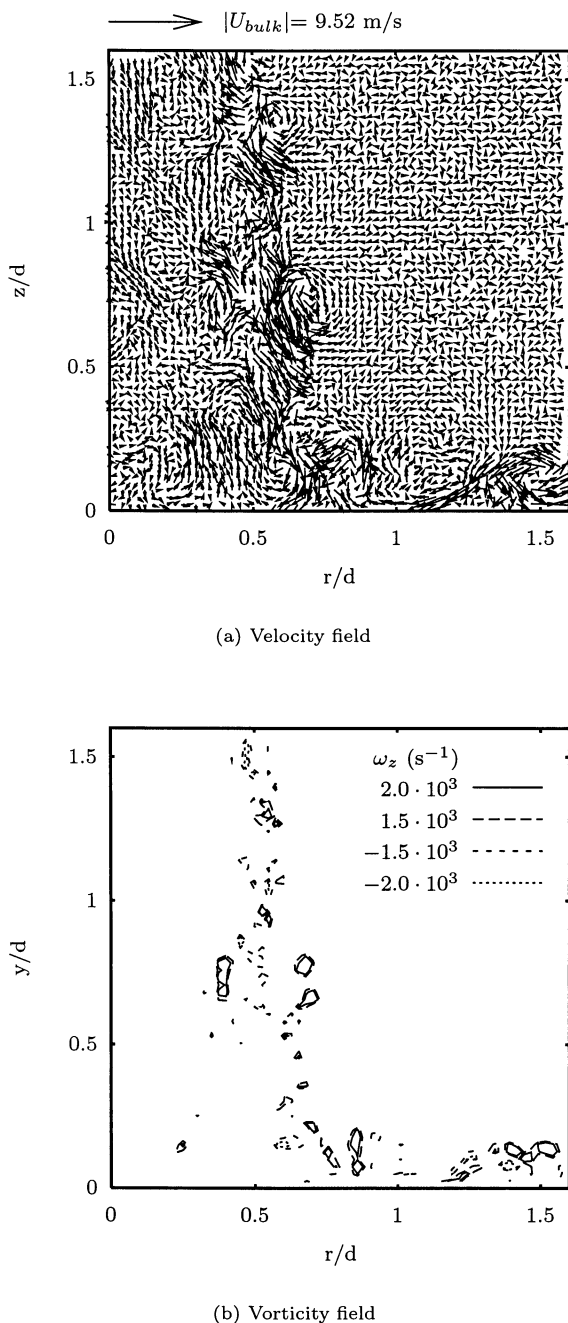 |U_bulk|= 9.52 m/s
1.5
1
0.5
0
z/d
0 0.5 1 1.5
r/d
(a) Velocity field
1.5
1
0.5
0
y/d
ω_z (s⁻¹)
2.0 · 10³
1.5 · 10³
−1.5 · 10³
−2.0 · 10³
0 0.5 1 1.5
r/d
(b) Vorticity field